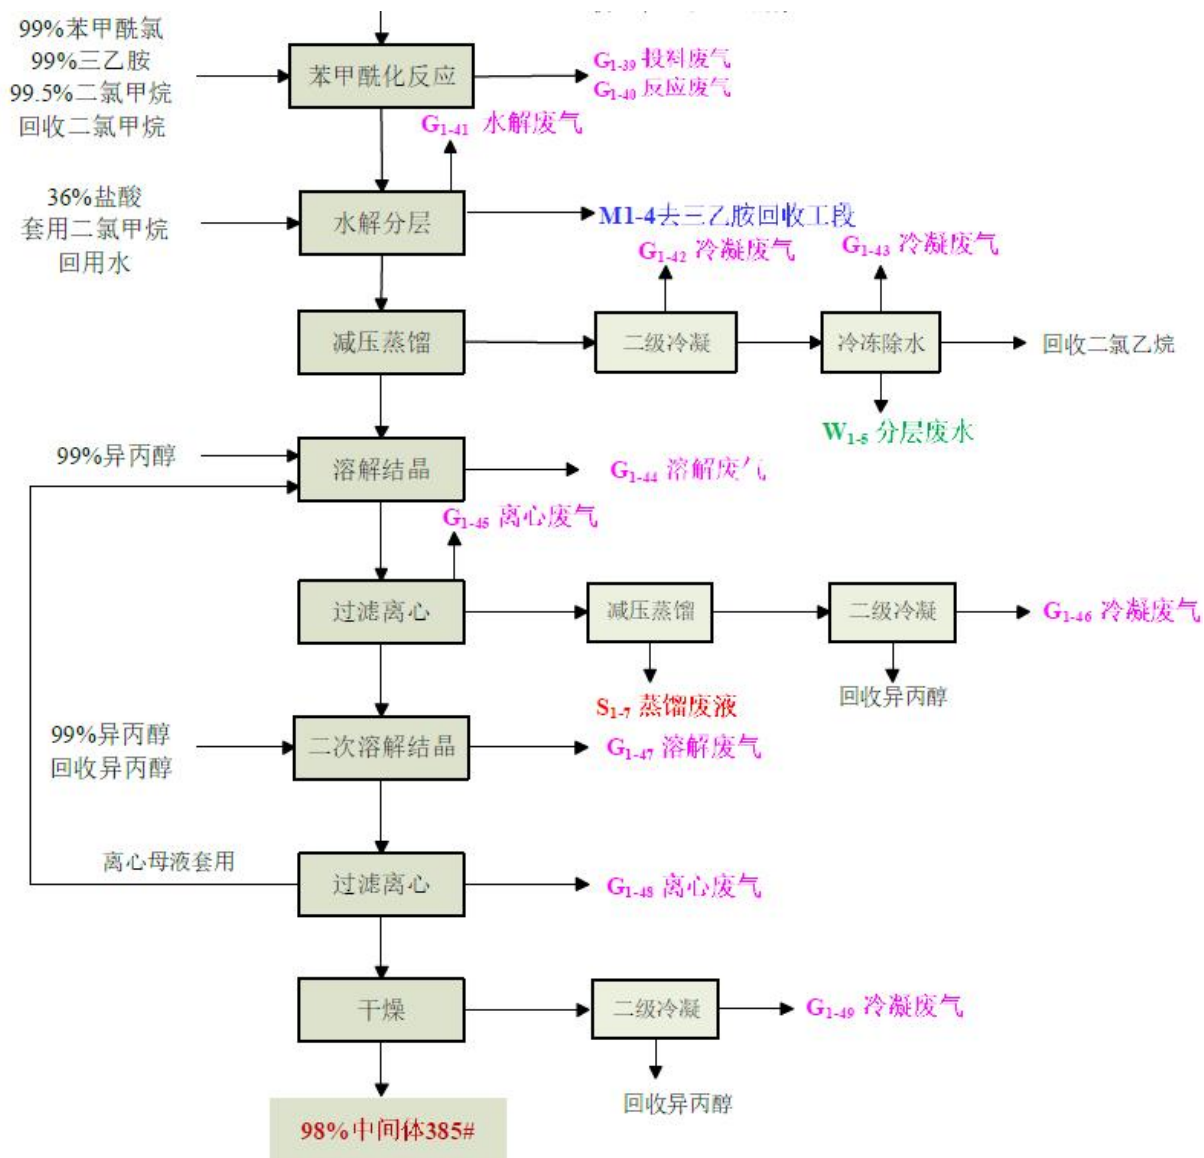 99%苯甲酰氯
99%三乙胺
99.5%二氯甲烷
回收二氯甲烷
苯甲酰化反应
G1-39 投料废气
G1-40 反应废气
G1-41 水解废气
36%盐酸
套用二氯甲烷
回用水
水解分层
M1-4去三乙胺回收工段
G1-42 冷凝废气
G1-43 冷凝废气
减压蒸馏
二级冷凝
冷冻除水
回收二氯乙烷
W1-5 分层废水
99%异丙醇
溶解结晶
G1-44 溶解废气
G1-45 离心废气
过滤离心
减压蒸馏
二级冷凝
G1-46 冷凝废气
S1-7 蒸馏废液
回收异丙醇
99%异丙醇
回收异丙醇
二次溶解结晶
G1-47 溶解废气
离心母液套用
过滤离心
G1-48 离心废气
干燥
二级冷凝
G1-49 冷凝废气
回收异丙醇
98%中间体385#